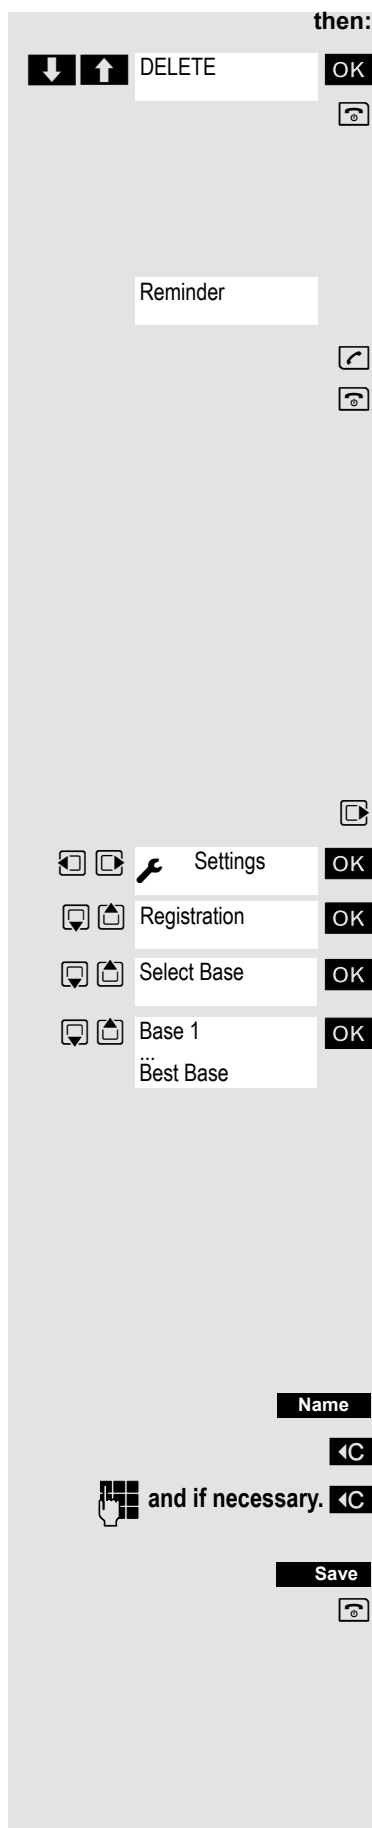 then:
DELETE OK
Reminder
Settings OK
Registration OK
Select Base OK
Base 1 OK
...
Best Base
Name
C
and if necessary. C
Save